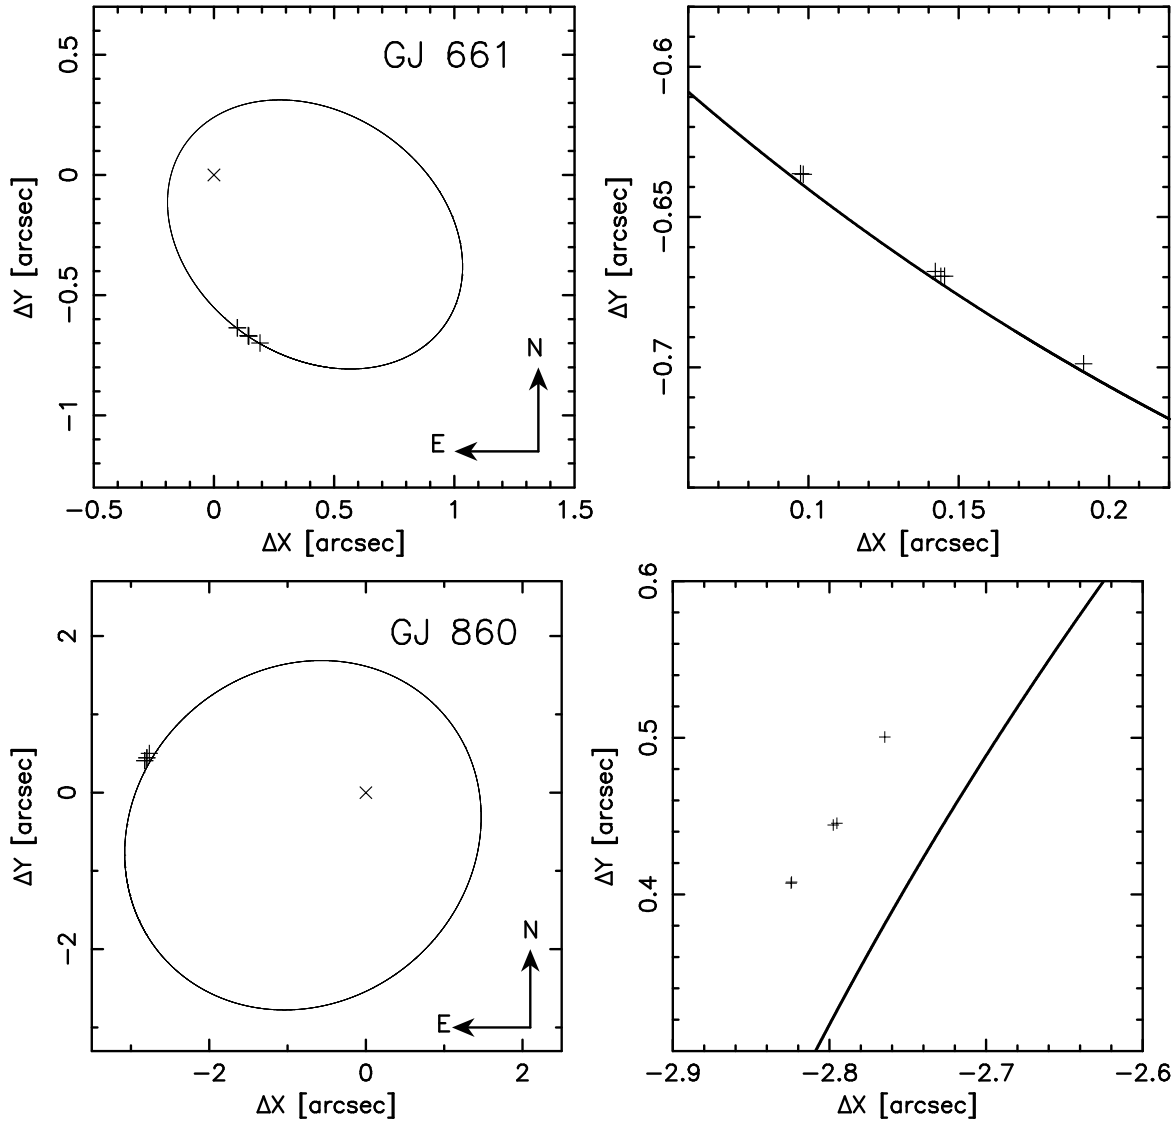 GJ 661
0.5
0
−0.5
−1
ΔY [arcsec]
N
E
−0.5 0 0.5 1 1.5
ΔX [arcsec]
−0.6
−0.65
−0.7
ΔY [arcsec]
0.1 0.15 0.2
ΔX [arcsec]
GJ 860
2
0
−2
ΔY [arcsec]
N
E
−2 0 2
ΔX [arcsec]
0.6
0.5
0.4
ΔY [arcsec]
−2.9 −2.8 −2.7 −2.6
ΔX [arcsec]